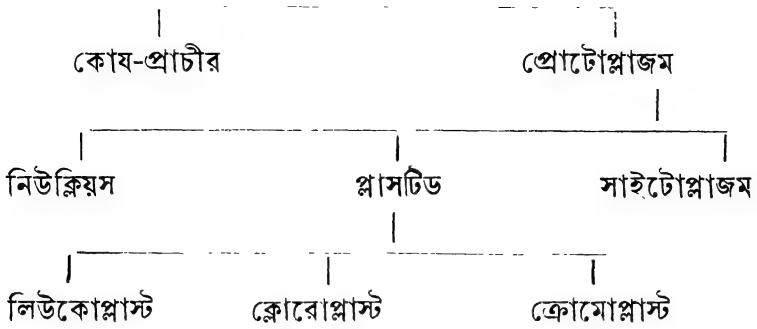 কোষ-প্রাচীর প্রোটোপ্লাজম
নিউক্লিয়স প্লাসটিড সাইটোপ্লাজম
লিউকোপ্লাস্ট ক্লোরোপ্লাস্ট ক্রোমোপ্লাস্ট